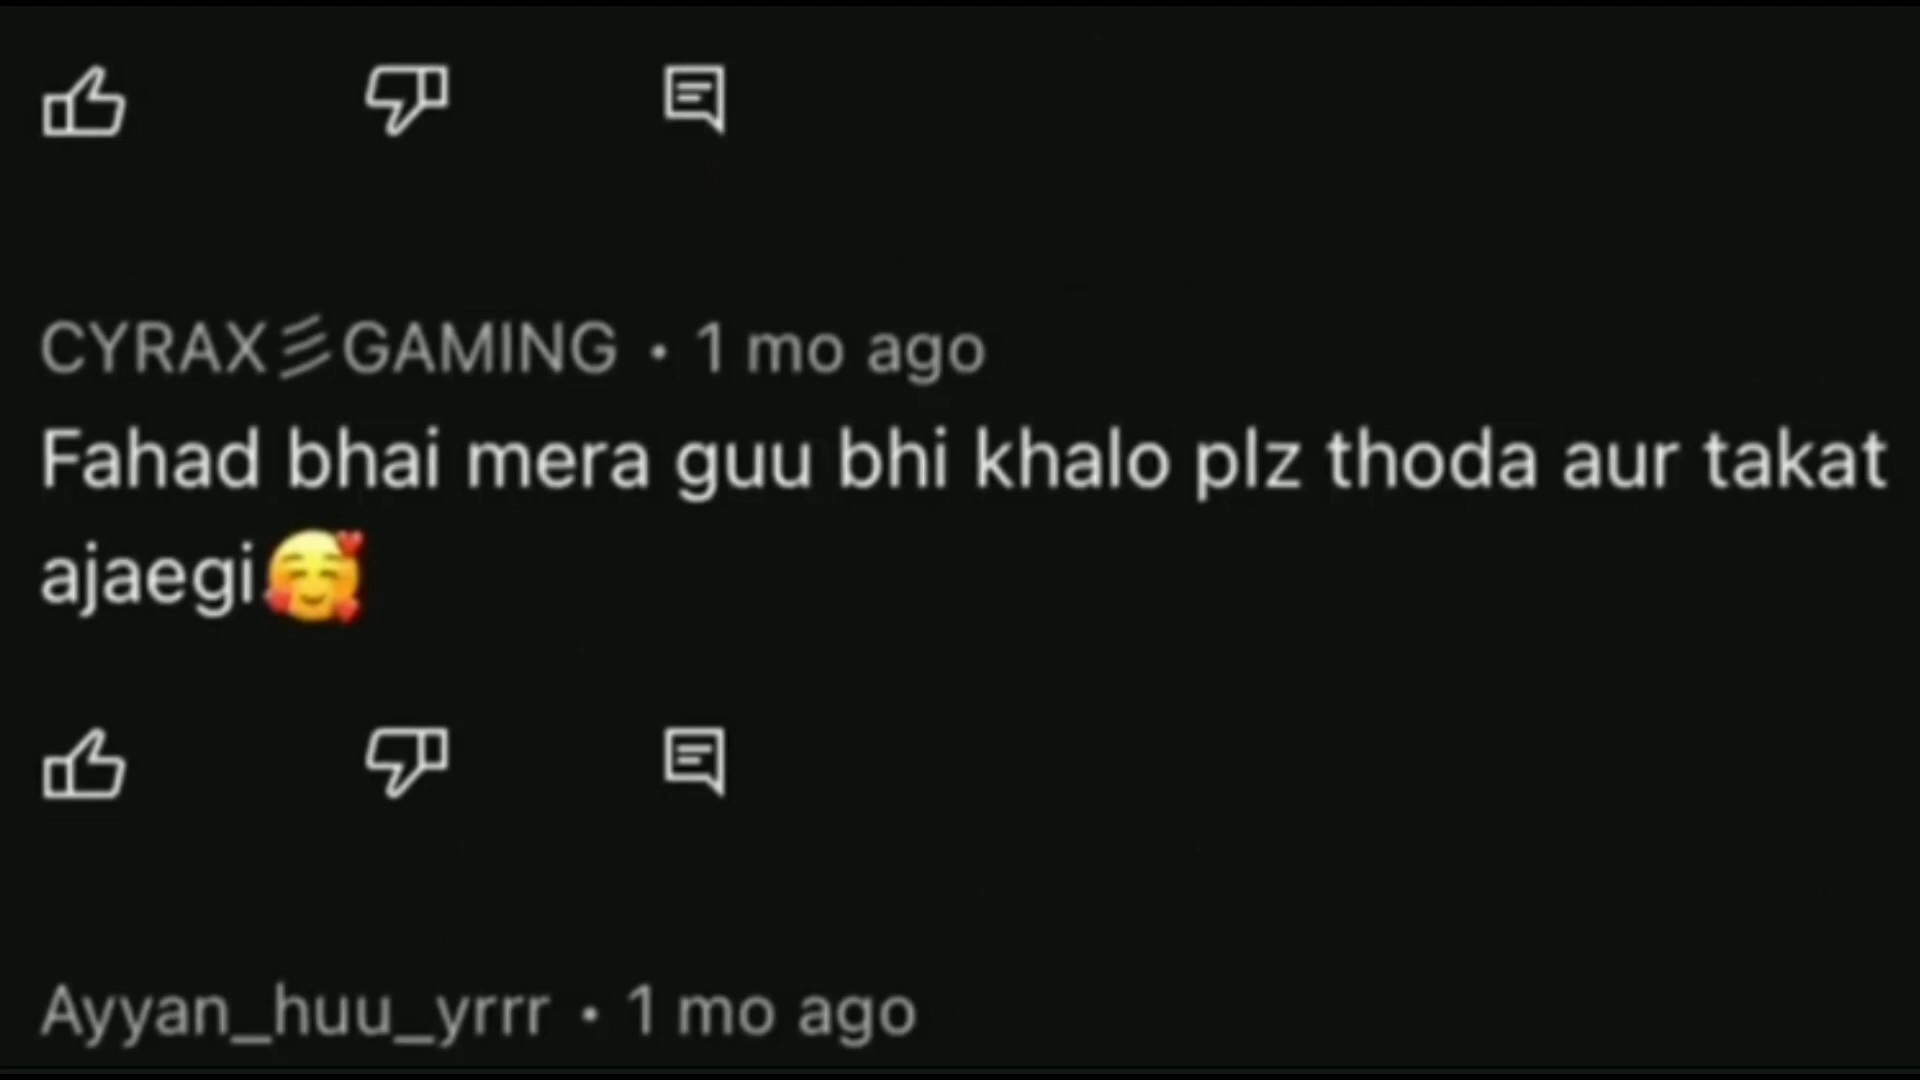 CYRAX彡GAMING • 1 mo ago
Fahad bhai mera guu bhi khalo plz thoda aur takat
ajaegi🥰
Ayyan_huu_yrrr • 1 mo ago